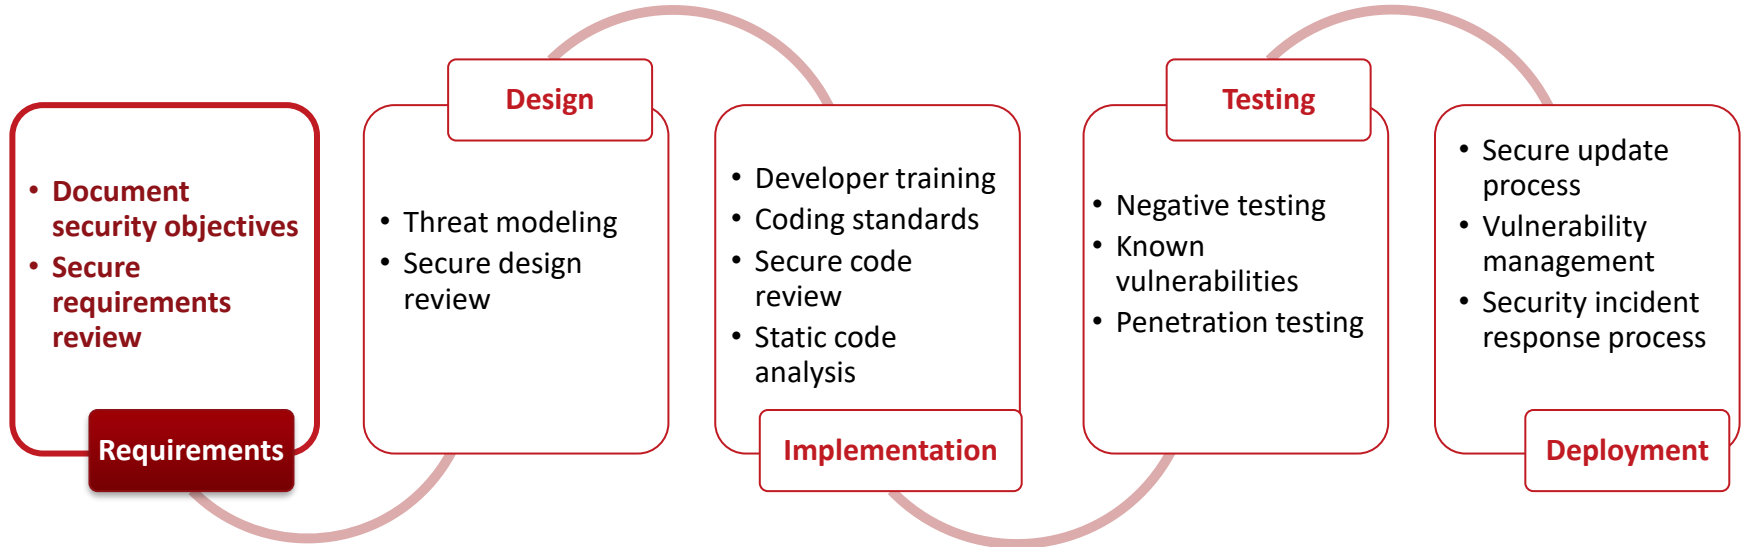 • Document
security objectives
• Secure
requirements
review
Requirements
Design
• Threat modeling
• Secure design
review
• Developer training
• Coding standards
• Secure code
review
• Static code
analysis
Implementation
Testing
• Negative testing
• Known
vulnerabilities
• Penetration testing
• Secure update
process
• Vulnerability
management
• Security incident
response process
Deployment